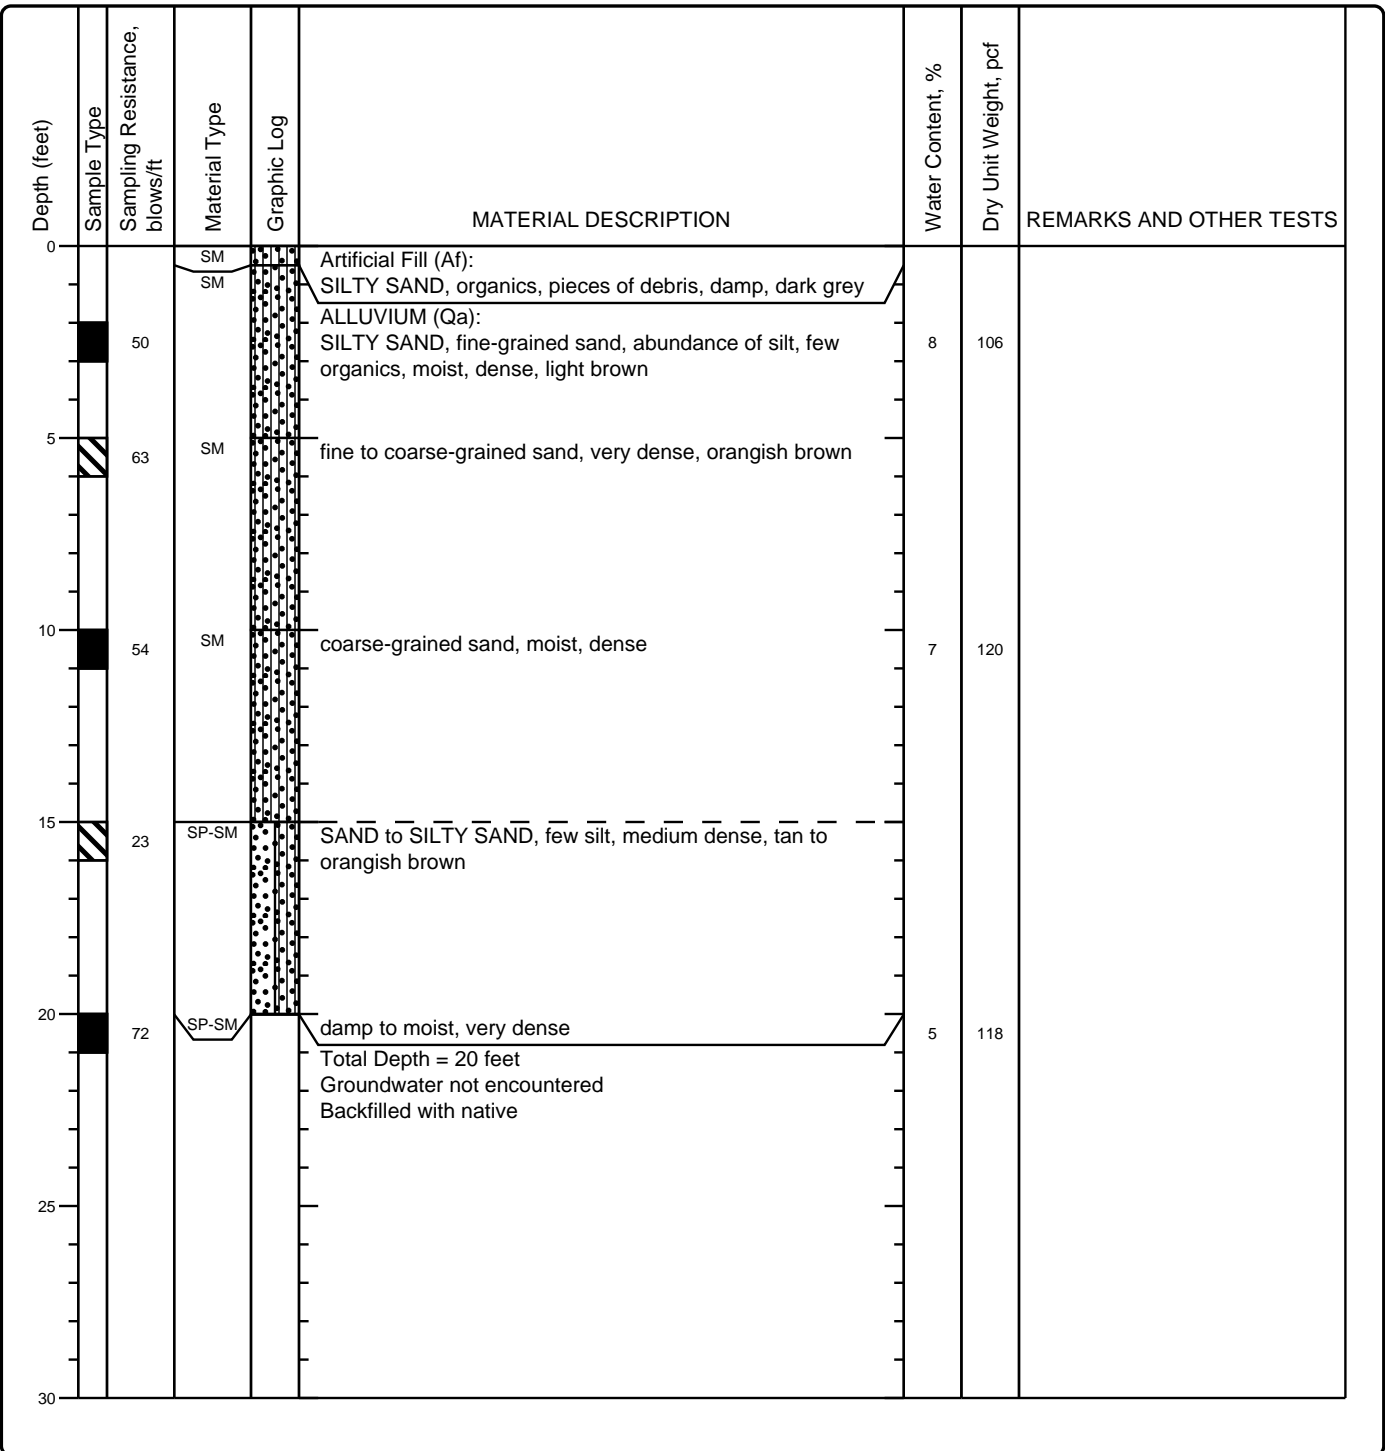 Depth (feet)
Sample Type
Sampling Resistance,
blows/ft
Material Type
Graphic Log
MATERIAL DESCRIPTION
Water Content, %
Dry Unit Weight, pcf
REMARKS AND OTHER TESTS
0
SM
Artificial Fill (Af):
SM
SILTY SAND, organics, pieces of debris, damp, dark grey
ALLUVIUM (Qa):
50
SILTY SAND, fine-grained sand, abundance of silt, few
8
106
organics, moist, dense, light brown
5
63
SM
fine to coarse-grained sand, very dense, orangish brown
10
54
SM
coarse-grained sand, moist, dense
7
120
15
23
SP-SM
SAND to SILTY SAND, few silt, medium dense, tan to
orangish brown
20
72
SP-SM
damp to moist, very dense
5
118
Total Depth = 20 feet
Groundwater not encountered
Backfilled with native
25
30